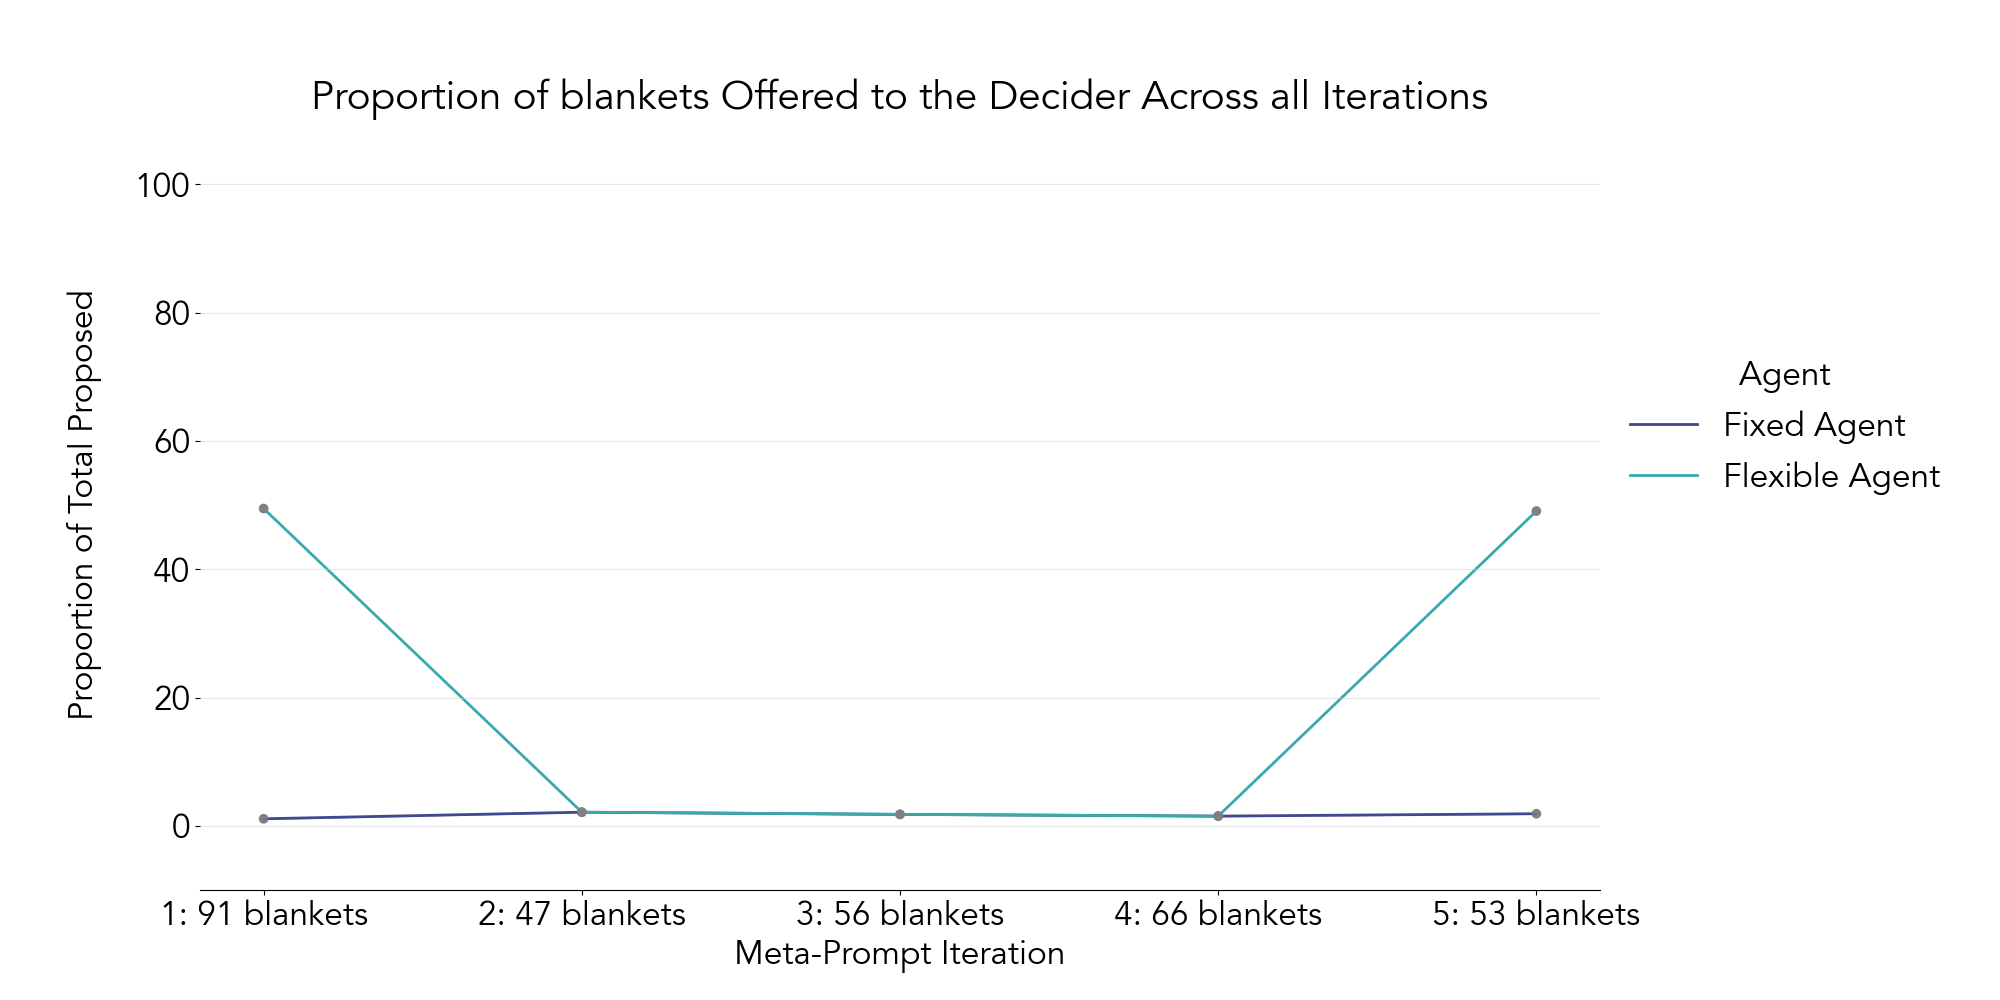 Proportion of blankets Offered to the Decider Across all Iterations
Proportion of Total Proposed
100
80
60
40
20
0
1: 91 blankets
2: 47 blankets
3: 56 blankets
4: 66 blankets
5: 53 blankets
Meta-Prompt Iteration
Agent
Fixed Agent
Flexible Agent